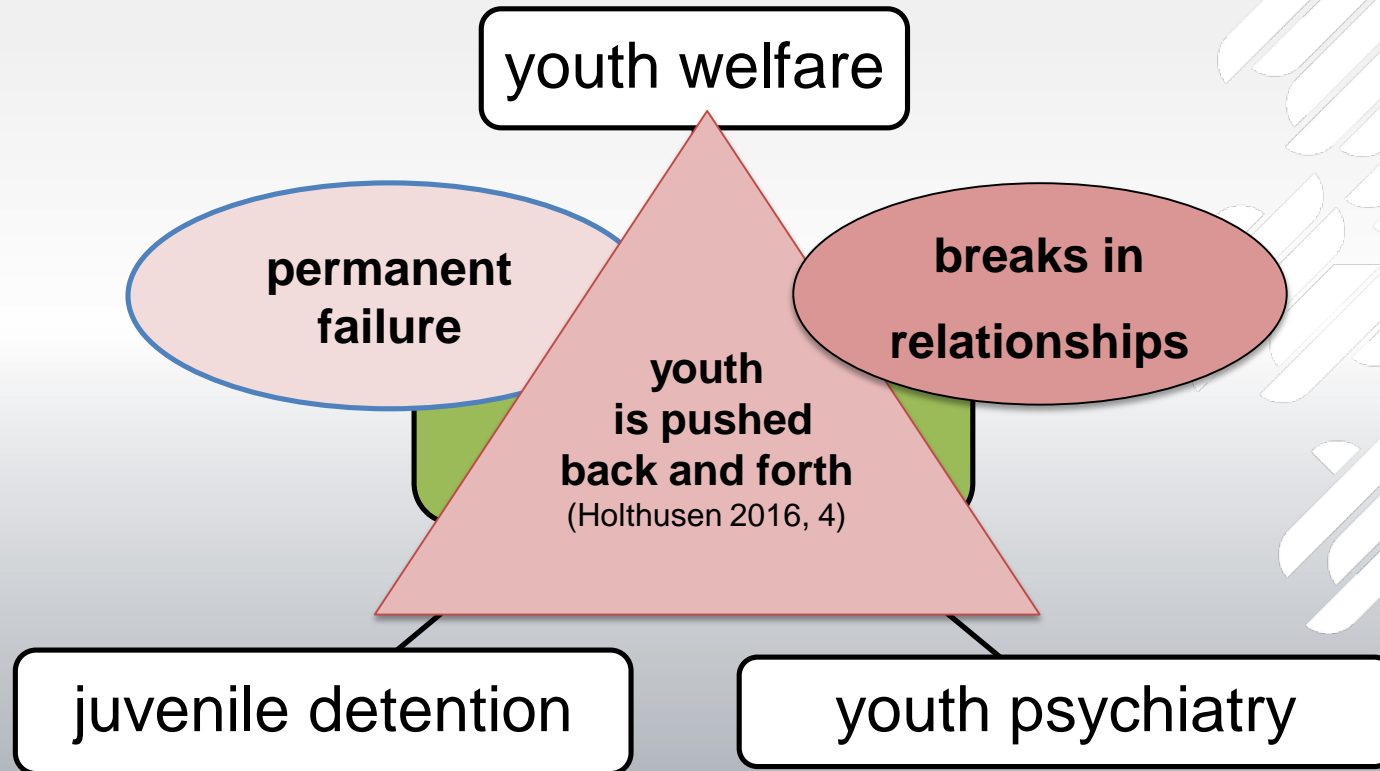 youth welfare
permanent
failure
breaks in
relationships
youth
is pushed
back and forth
(Holthusen 2016, 4)
juvenile detention
youth psychiatry